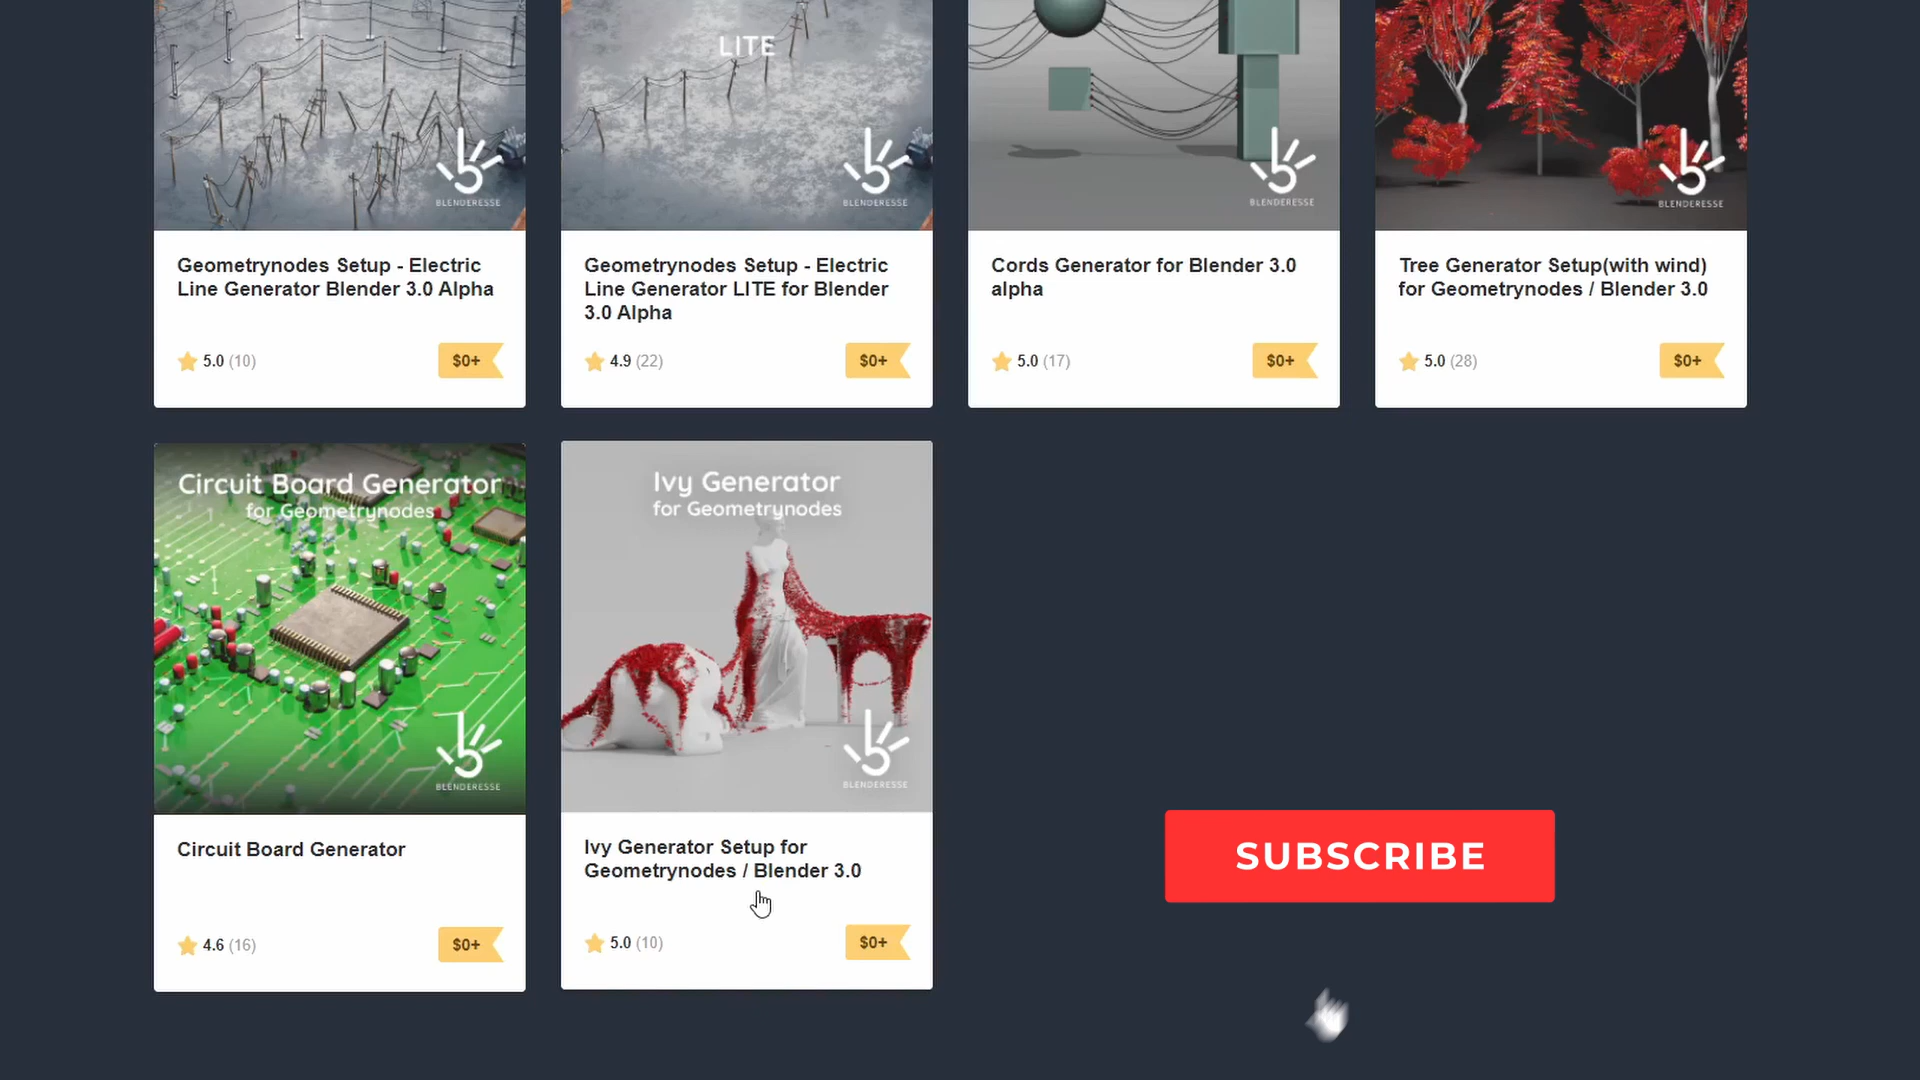 LITE
BLENDERESSE
BLENDERESSE
BLENDERESSE
BLENDERESSE
Geometrynodes Setup - Electric
Line Generator Blender 3.0 Alpha
5.0 (10)
$0+
Geometrynodes Setup - Electric
Line Generator LITE for Blender
3.0 Alpha
4.9 (22)
$0+
Cords Generator for Blender 3.0
alpha
5.0 (17)
$0+
Tree Generator Setup(with wind)
for Geometrynodes / Blender 3.0
5.0 (28)
$0+
Circuit Board Generator
for Geometrynodes
BLENDERESSE
Circuit Board Generator
4.6 (16)
$0+
Ivy Generator
for Geometrynodes
BLENDERESSE
Ivy Generator Setup for
Geometrynodes / Blender 3.0
5.0 (10)
$0+
SUBSCRIBE